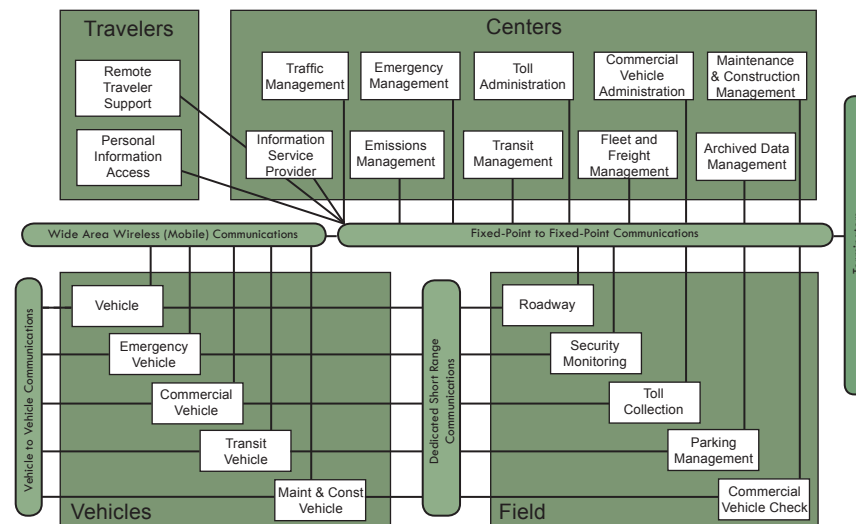 Travelers
Remote
Traveler
Support
Personal
Information
Access
Centers
Traffic
Management
Emergency
Management
Toll
Administration
Commercial
Vehicle
Administration
Maintenance
& Construction
Management
Information
Service
Provider
Emissions
Management
Transit
Management
Fleet and
Freight
Management
Archived Data
Management
Wide Area Wireless (Mobile) Communications
Fixed-Point to Fixed-Point Communications
Vehicle to Vehicle Communications
Vehicle
Emergency
Vehicle
Commercial
Vehicle
Transit
Vehicle
Maint & Const
Vehicle
Vehicles
Dedicated Short Range
Communications
Roadway
Security
Monitoring
Toll
Collection
Parking
Management
Commercial
Vehicle Check
Field